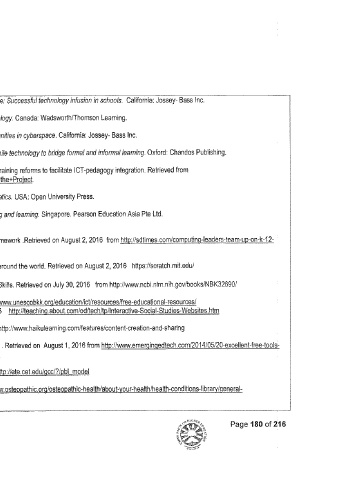 e: Successful technology infusion in schools. California: Jossey- Bass Inc.
logy. Canada: Wadsworth/Thomson Learning.
nities in cyberspace. California: Jossey- Bass Inc.
ile technology to bridge formal and informal learning. Oxford: Chandos Publishing.
raining reforms to facilitate ICT-pedagogy integration. Retrieved from
the+Project.
atics. USA: Open University Press.
g and learning. Singapore. Pearson Education Asia Pte Ltd.
mework .Retrieved on August 2, 2016 from http://sdtimes.com/computing-leaders-team-up-on-k-12-
around the world. Retrieved on August 2, 2016 https://scratch.mit.edu/
Skills. Retrieved on July 30, 2016 from http://www.ncbi.nlm.nih.gov/books/NBK32690/
www.unescobkk.org/education/ict/resources/free-educational-resources/
6 http://teaching.about.com/od/tech/tp/Interactive-Social-Studies-Websites.htm
http://www.haikulearning.com/features/content-creation-and-sharing
. Retrieved on August 1, 2016 from http://www.emergingedtech.com/2014/05/20-excellent-free-tools-
ttp://ete.cet.edu/gcc/?/pbl_model
w.osteopathic.org/osteopathic-health/about-your-health/health-conditions-library/general-
Page 180 of 216